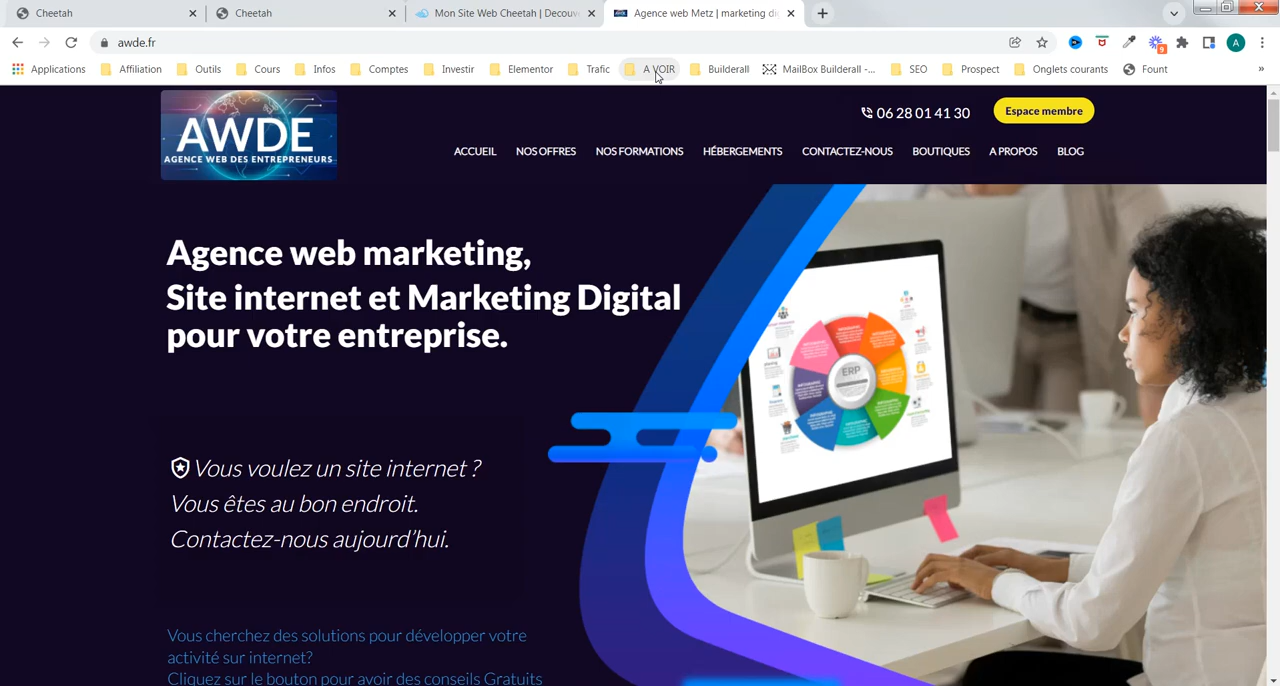 Cheetah
Cheetah
Mon Site Web Cheetah | Decouv
Agence web Metz | marketing di
awde.fr
9
A
Applications
Affiliation
Outils
Cours
Infos
Comptes
Investir
Elementor
Trafic
A VOIR
Builderall
MailBox Builderall -...
SEO
Prospect
Onglets courants
Fount
»
AWDE
AGENCE WEB DES ENTREPRENEURS
06 28 01 41 30
Espace membre
ACCUEIL
NOS OFFRES
NOS FORMATIONS
HÉBERGEMENTS
CONTACTEZ-NOUS
BOUTIQUES
A PROPOS
BLOG
Agence web marketing,
Site internet et Marketing Digital
pour votre entreprise.
ERP
Vous voulez un site internet ?
Vous êtes au bon endroit.
Contactez-nous aujourd’hui.
Vous cherchez des solutions pour développer votre
activité sur internet?
Cliquez sur le bouton pour avoir des conseils Gratuits